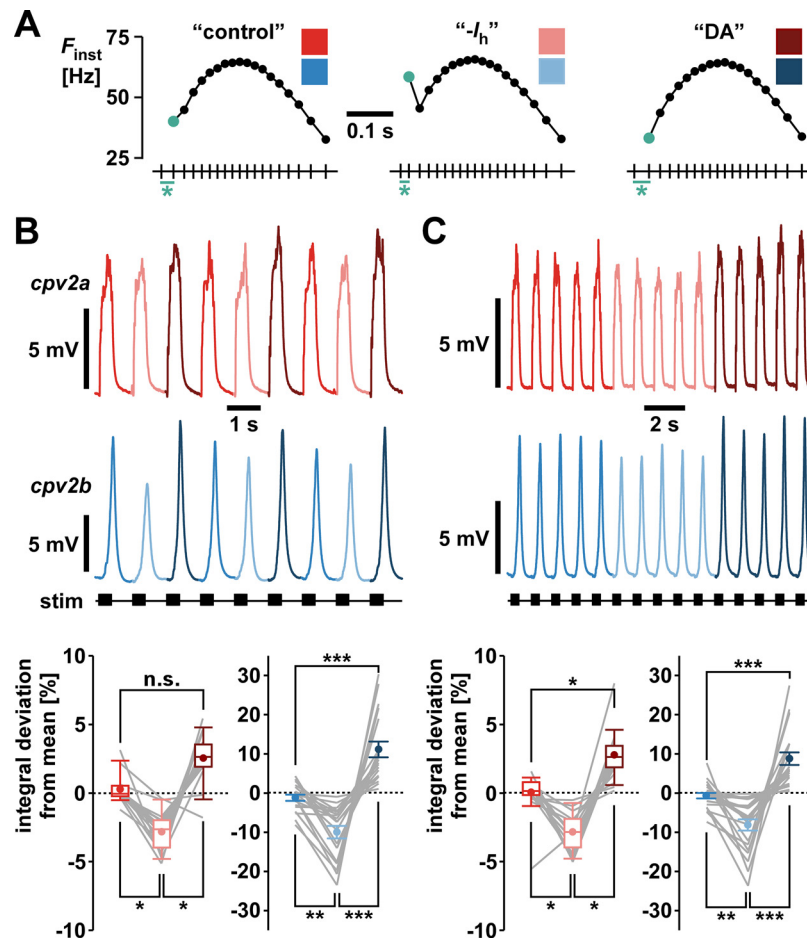 A
F_inst
[Hz]
75
50
25
“control”
“-I_h”
“DA”
0.1 s
*
*
*
B
C
cpv2a
5 mV
5 mV
1 s
2 s
cpv2b
5 mV
5 mV
stim
integral deviation
from mean [%]
10
5
0
-5
-10
n.s.
*
*
30
20
10
0
-10
-20
-30
***
**
***
integral deviation
from mean [%]
10
5
0
-5
-10
*
*
*
30
20
10
0
-10
-20
-30
***
**
***